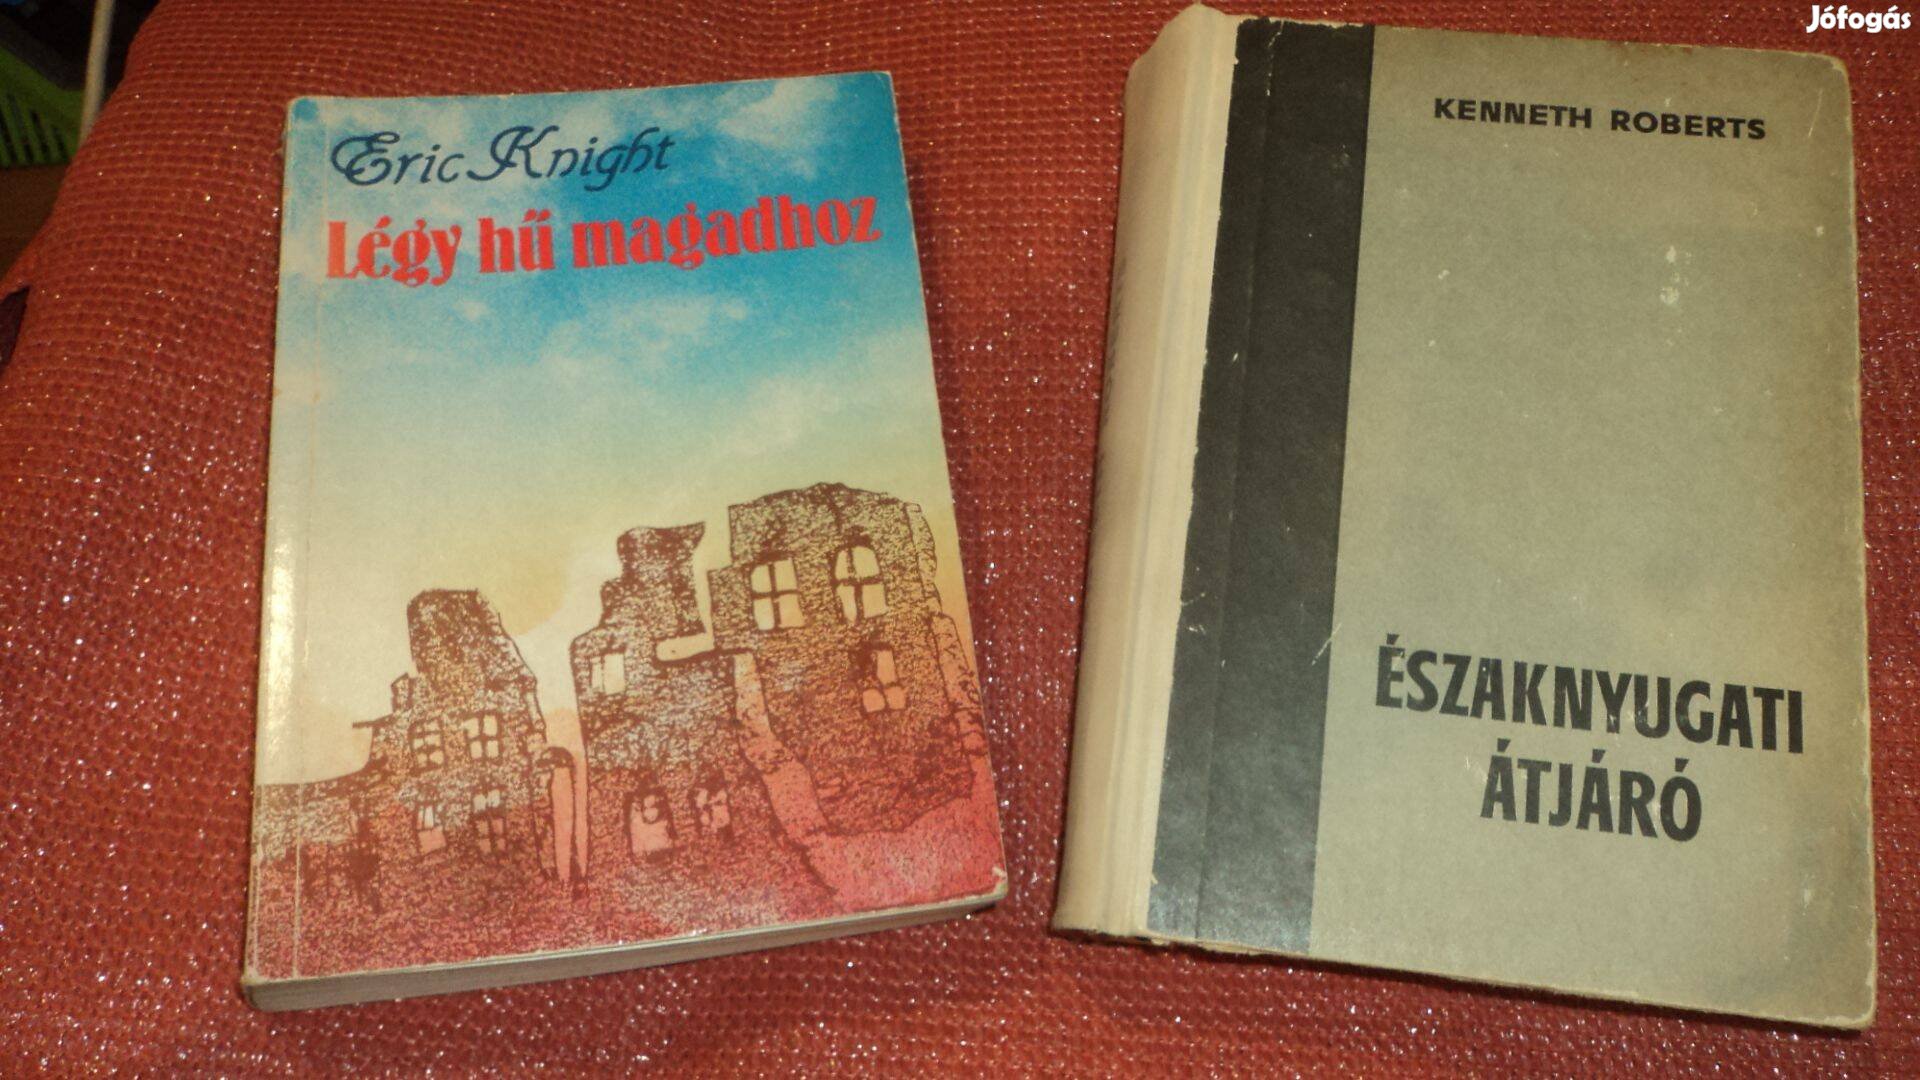 Jófogás
Eric Knight
Légy hű magadhoz
KENNETH ROBERTS
ÉSZAKNYUGATI
ÁTJÁRÓ